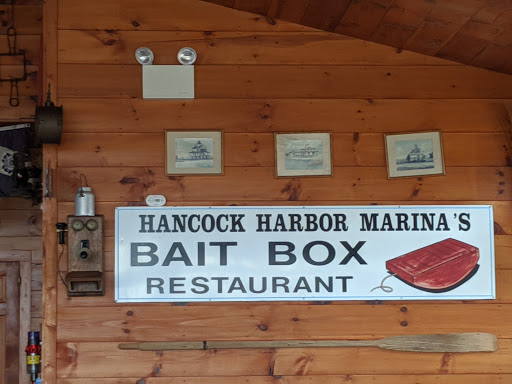 HANCOCK HARBOR MARINA'S
BAIT BOX
RESTAURANT